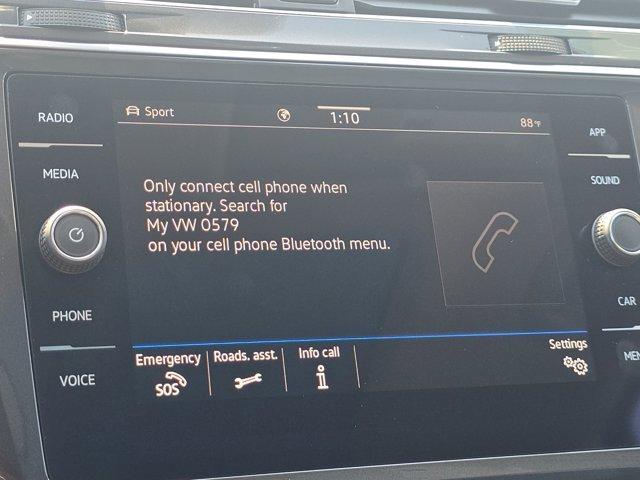 RADIO
MEDIA
PHONE
VOICE
Sport
1:10
88°F
Only connect cell phone when
stationary. Search for
My VW 0579
on your cell phone Bluetooth menu.
Emergency
SOS
Roads. asst.
Info call
Settings
APP
SOUND
CAR
MEN